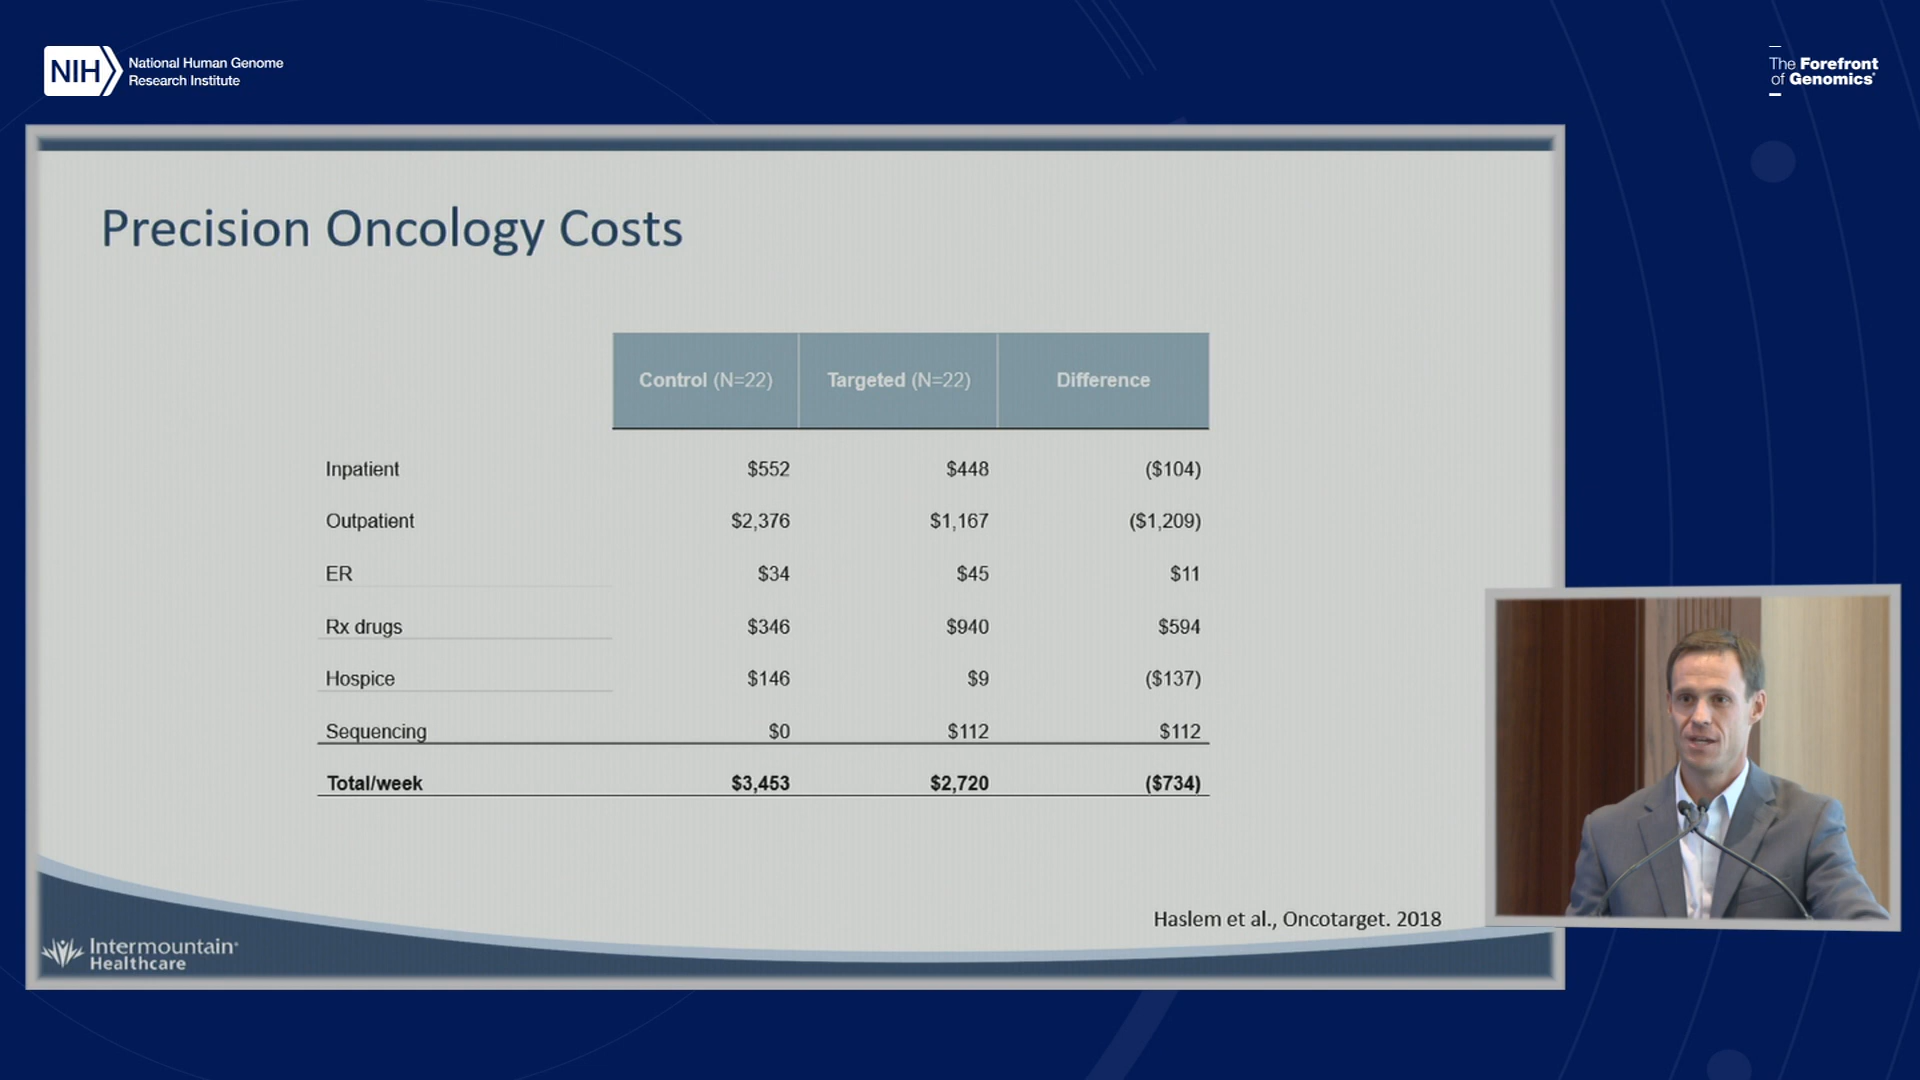 NIH
National Human Genome
Research Institute
The Forefront
of Genomics®
Precision Oncology Costs
Control (N=22) Targeted (N=22) Difference
Inpatient $552 $448 ($104)
Outpatient $2,376 $1,167 ($1,209)
ER $34 $45 $11
Rx drugs $346 $940 $594
Hospice $146 $9 ($137)
Sequencing $0 $112 $112
Total/week $3,453 $2,720 ($734)
Haslem et al., Oncotarget. 2018
Intermountain®
Healthcare